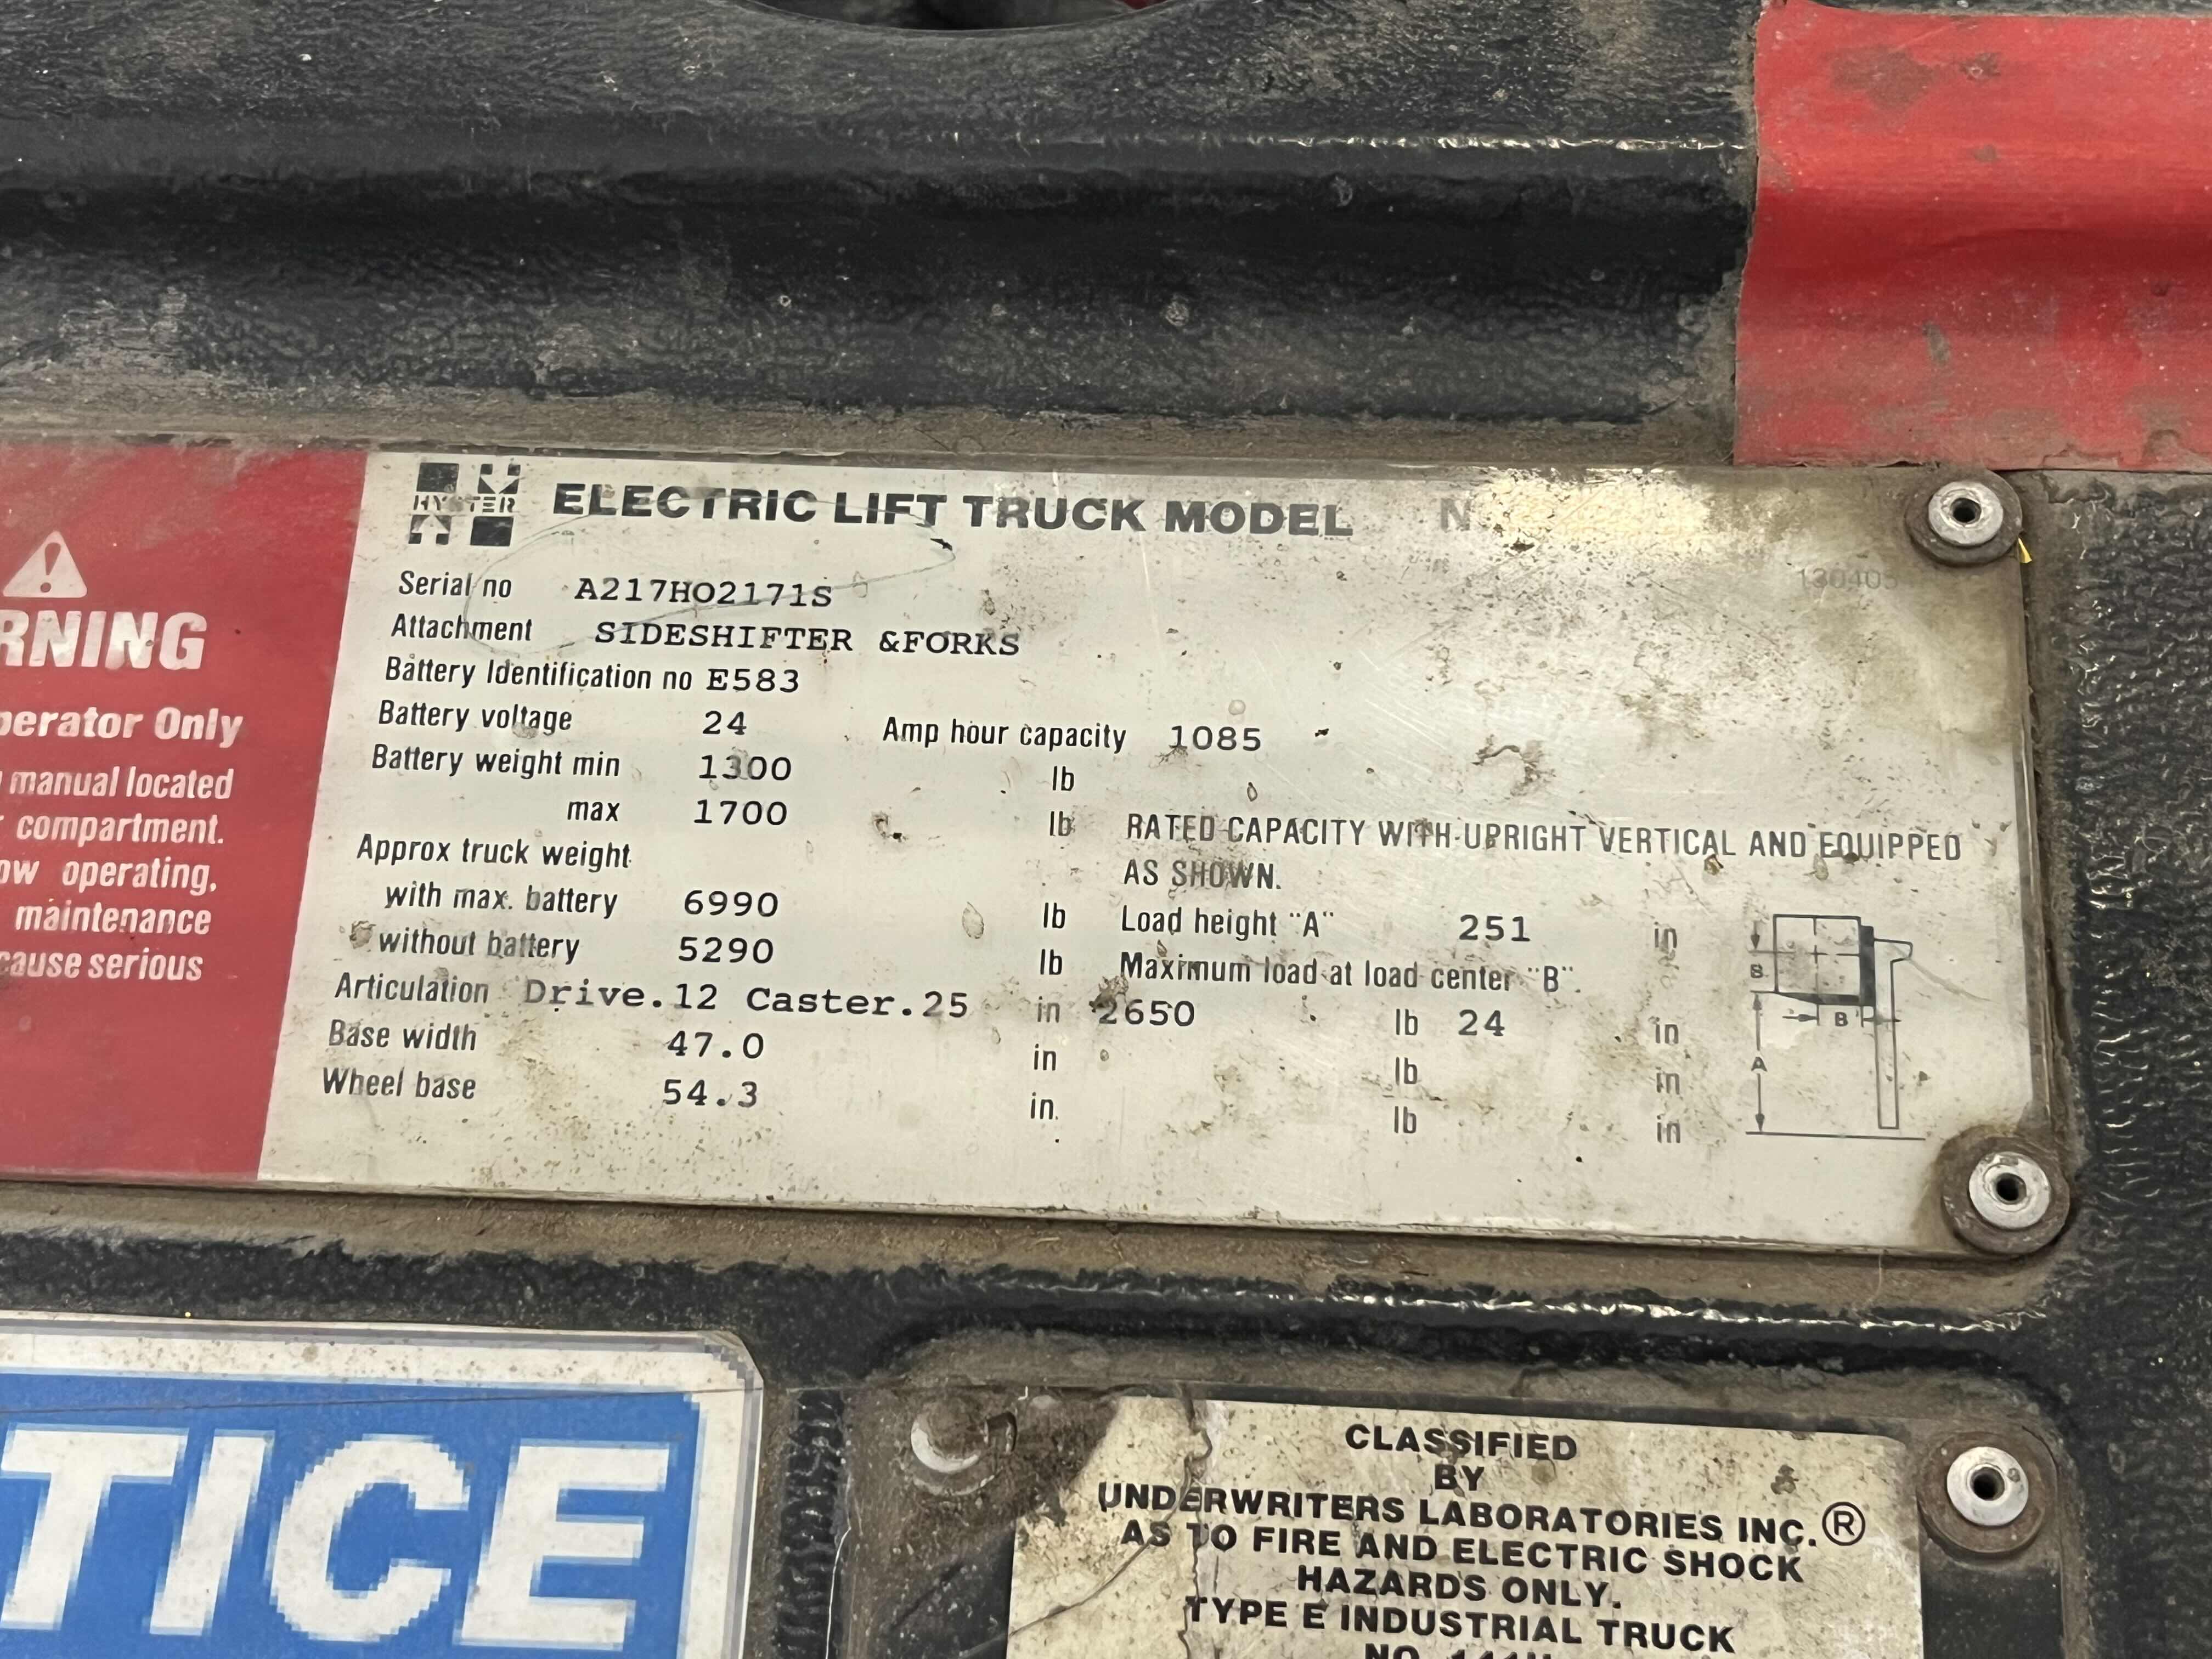 HYSTER ELECTRIC LIFT TRUCK MODEL N
130405
Serial no A217H02171S
Attachment SIDESHIFTER &FORKS
Battery Identification no E583
Battery voltage 24 Amp hour capacity 1085
Battery weight min 1300 lb
max 1700 lb
RATED CAPACITY WITH UPRIGHT VERTICAL AND EQUIPPED
AS SHOWN.
Approx truck weight
with max. battery 6990 lb
without battery 5290 lb
Articulation Drive.12 Caster.25 in
Base width 47.0 in
Wheel base 54.3 in.
Load height "A" 251 in
Maximum load at load center "B".
2650 lb 24 in
lb in
lb in
B
B
A
RNING
perator Only
manual located
compartment.
ow operating,
maintenance
cause serious
TICE
CLASSIFIED
BY
UNDERWRITERS LABORATORIES INC.®
AS TO FIRE AND ELECTRIC SHOCK
HAZARDS ONLY.
TYPE E INDUSTRIAL TRUCK
NO.